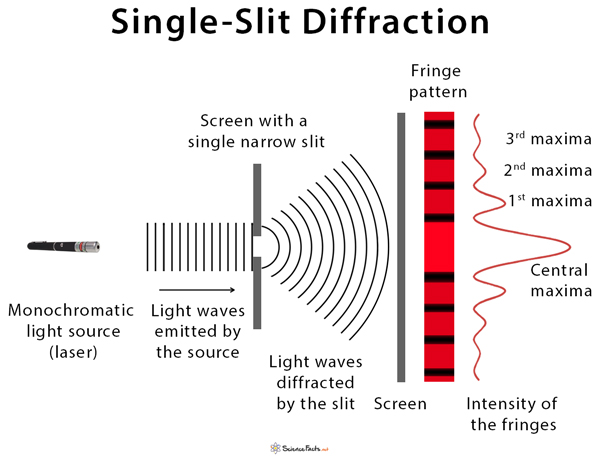 Single-Slit Diffraction
Fringe
pattern
Screen with a
single narrow slit
3rd maxima
2nd maxima
1st maxima
Central
maxima
Monochromatic
light source
(laser)
Light waves
emitted by
the source
Light waves
diffracted
by the slit
Screen
Intensity of
the fringes
ScienceFacts.net